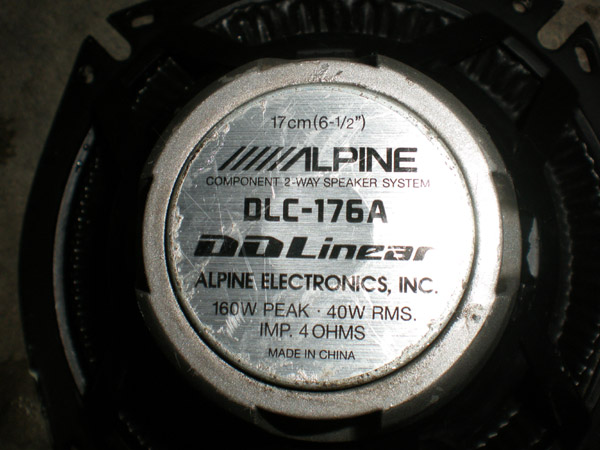 17cm(6-1/2")
ALPINE
COMPONENT 2-WAY SPEAKER SYSTEM
DLC-176A
DDLinear
ALPINE ELECTRONICS, INC.
160W PEAK · 40W RMS.
IMP. 4 OHMS
MADE IN CHINA